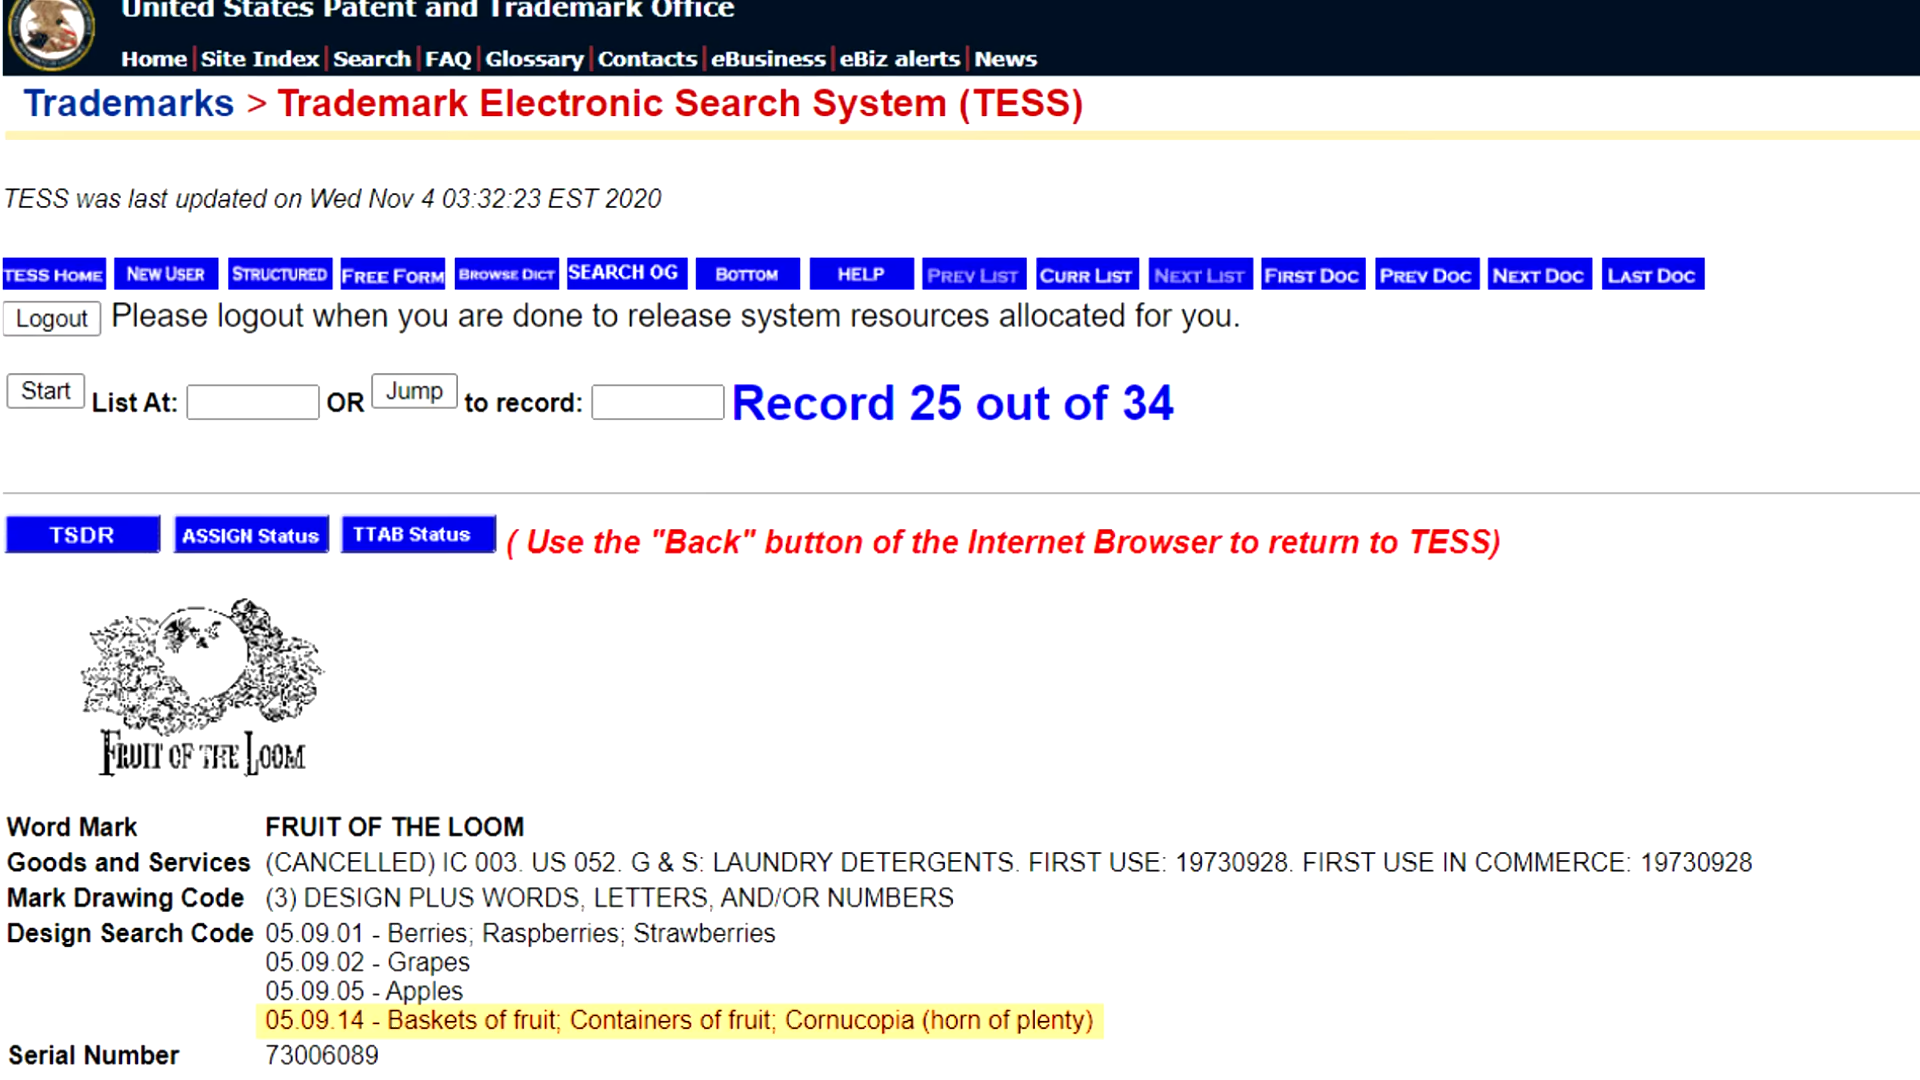 United States Patent and Trademark Office
Home | Site Index | Search | FAQ | Glossary | Contacts | eBusiness | eBiz alerts | News
Trademarks > Trademark Electronic Search System (TESS)
TESS was last updated on Wed Nov 4 03:32:23 EST 2020
TESS HOME NEW USER STRUCTURED FREE FORM BROWSE DICT SEARCH OG BOTTOM HELP PREV LIST CURR LIST NEXT LIST FIRST DOC PREV DOC NEXT DOC LAST DOC
Logout Please logout when you are done to release system resources allocated for you.
Start List At: OR Jump to record: Record 25 out of 34
TSDR ASSIGN Status TTAB Status ( Use the "Back" button of the Internet Browser to return to TESS)
FRUIT OF THE LOOM
Word Mark FRUIT OF THE LOOM
Goods and Services (CANCELLED) IC 003. US 052. G & S: LAUNDRY DETERGENTS. FIRST USE: 19730928. FIRST USE IN COMMERCE: 19730928
Mark Drawing Code (3) DESIGN PLUS WORDS, LETTERS, AND/OR NUMBERS
Design Search Code 05.09.01 - Berries; Raspberries; Strawberries
05.09.02 - Grapes
05.09.05 - Apples
05.09.14 - Baskets of fruit; Containers of fruit; Cornucopia (horn of plenty)
Serial Number 73006089